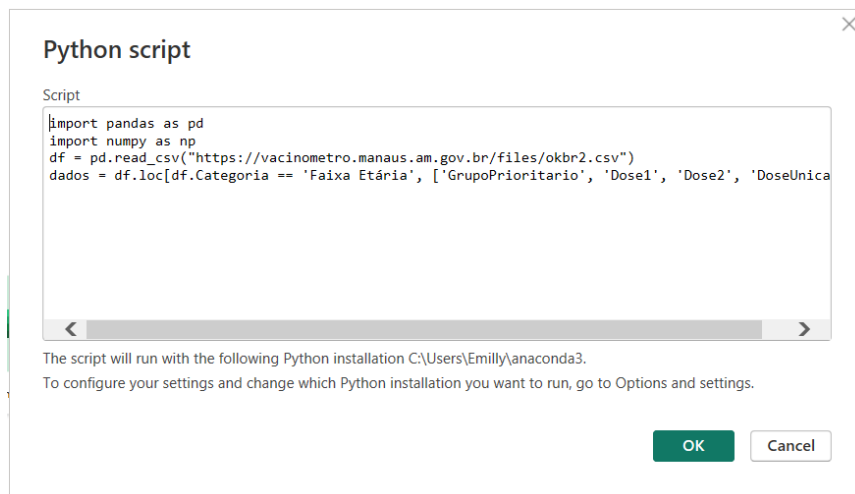 Python script
Script
import pandas as pd
import numpy as np
df = pd.read_csv("https://vacinometro.manaus.am.gov.br/files/okbr2.csv")
dados = df.loc[df.Categoria == 'Faixa Etária', ['GrupoPrioritario', 'Dose1', 'Dose2', 'DoseUnica
The script will run with the following Python installation C:\Users\Emilly\anaconda3.
To configure your settings and change which Python installation you want to run, go to Options and settings.
OK
Cancel